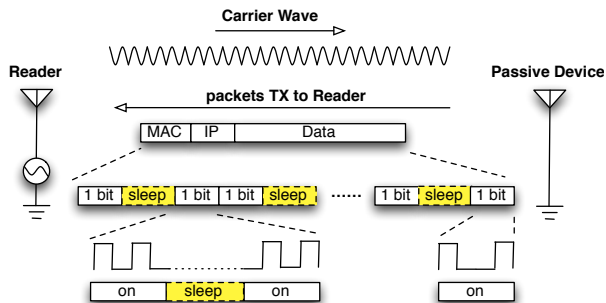 Carrier Wave
Reader
Passive Device
packets TX to Reader
MAC IP Data
1 bit sleep 1 bit 1 bit sleep ...... 1 bit sleep 1 bit
on sleep on on